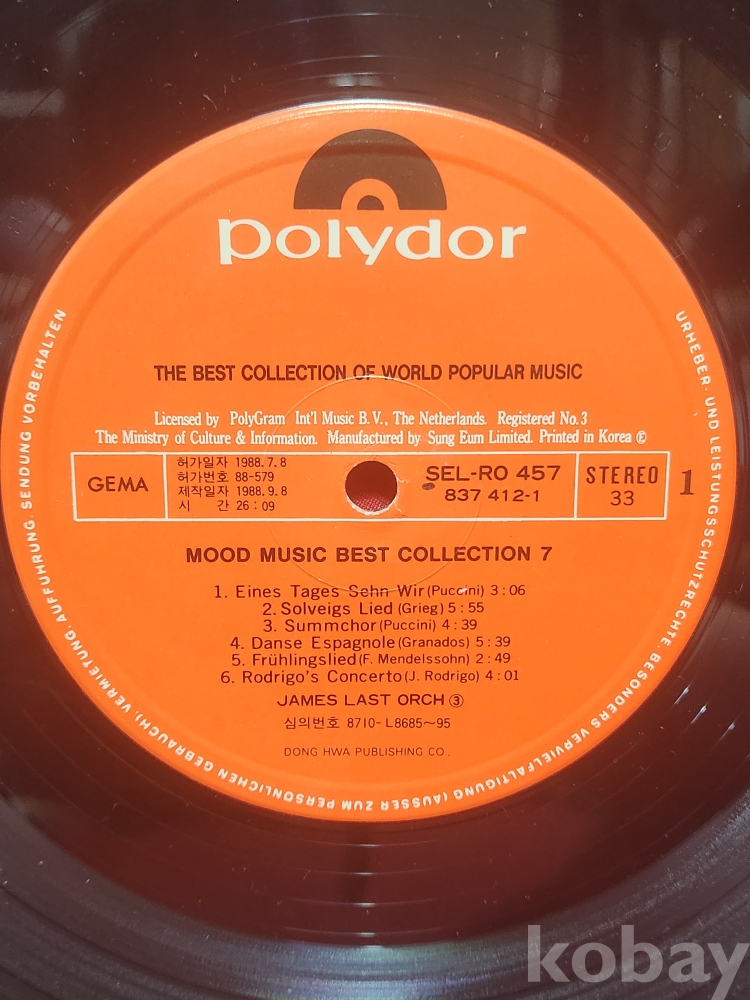 polydor
THE BEST COLLECTION OF WORLD POPULAR MUSIC
Licensed by PolyGram Int'l Music B.V., The Netherlands. Registered No.3
The Ministry of Culture & Information. Manufactured by Sung Eum Limited. Printed in Korea Ⓔ
GEMA
허가일자 1988.7.8
허가번호 88-579
제작일자 1988.9.8
시 간 26:09
SEL-RO 457
837 412-1
STEREO
33
1
MOOD MUSIC BEST COLLECTION 7
1. Eines Tages Sehn Wir (Puccini) 3:06
2. Solveigs Lied (Grieg) 5:55
3. Summchor (Puccini) 4:39
4. Danse Espagnole (Granados) 5:39
5. Frühlingslied (F. Mendelssohn) 2:49
6. Rodrigo's Concerto (J. Rodrigo) 4:01
JAMES LAST ORCH ③
심의번호 8710-L8685~95
DONG HWA PUBLISHING CO.
URHEBER- UND LEISTUNGSSCHUTZRECHTE, BESONDERS VERVIELFÄLTIGUNG (AUSSER ZUM PERSÖNLICHEN GEBRAUCH), VERMIETUNG, AUFFÜHRUNG, SENDUNG VORBEHALTEN
kobay